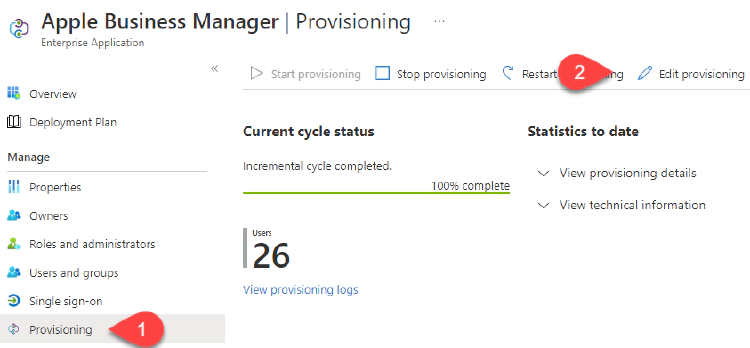 Apple Business Manager | Provisioning ...
Enterprise Application
«
Overview
Deployment Plan
Manage
Properties
Owners
Roles and administrators
Users and groups
Single sign-on
Provisioning
1
Start provisioning Stop provisioning Restart 2 Edit provisioning
Current cycle status
Incremental cycle completed.
100% complete
Users
26
View provisioning logs
Statistics to date
View provisioning details
View technical information